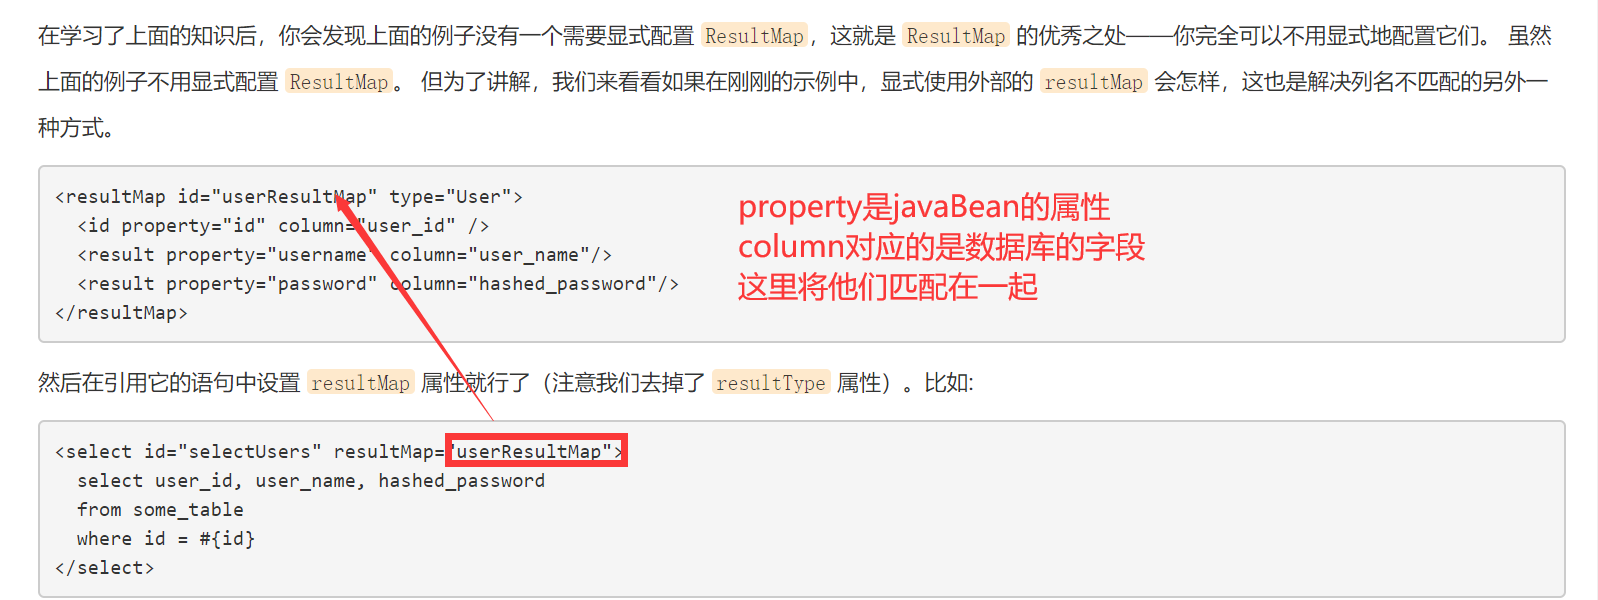 在学习了上面的知识后，你会发现上面的例子没有一个需要显式配置 ResultMap，这就是 ResultMap 的优秀之处——你完全可以不用显式地配置它们。 虽然
上面的例子不用显式配置 ResultMap。 但为了讲解，我们来看看如果在刚刚的示例中，显式使用外部的 resultMap 会怎样，这也是解决列名不匹配的另外一
种方式。
<resultMap id="userResultMap" type="User">
<id property="id" column="user_id" />
<result property="username" column="user_name"/>
<result property="password" column="hashed_password"/>
</resultMap>
property是javaBean的属性
column对应的是数据库的字段
这里将他们匹配在一起
然后在引用它的语句中设置 resultMap 属性就行了（注意我们去掉了 resultType 属性）。比如:
<select id="selectUsers" resultMap="userResultMap">
select user_id, user_name, hashed_password
from some_table
where id = #{id}
</select>